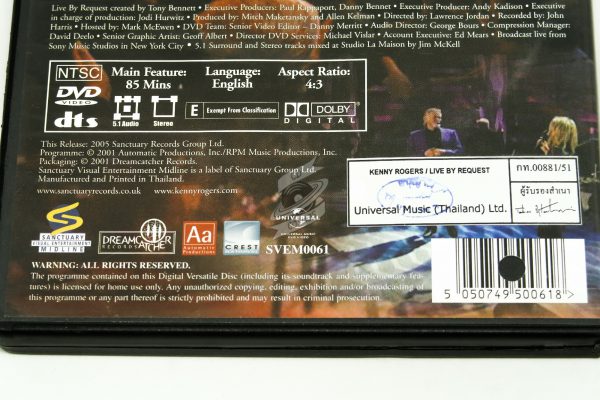 Live By Request created by Tony Bennett • Executive Producers: Paul Rappaport, Danny Bennett • Executive Producer: Andy Kadison • Executive
in charge of production: Jodi Hurwitz • Produced by: Mitch Maketansky and Allen Kelman • Directed by: Lawrence Jordan • Recorded by: John
Harris • Hosted by: Mark McEwen • DVD Team: Senior Video Editor – Danny Merritt • Audio Director: George Bours • Compression Manager:
David Deelo • Senior Graphic Artist: Geoff Albert • Director DVD Services: Michael Vislar • Account Executive: Ed Mears • Broadcast live from
Sony Music Studios in New York City • 5.1 Surround and Stereo tracks mixed at Studio La Maison by Jim McKell
NTSC
Main Feature:
85 Mins
Language:
English
Aspect Ratio:
4:3
DVD
VIDEO
dts
5.1 Audio
Stereo
E Exempt From Classification
DOLBY
DIGITAL
This Release: 2005 Sanctuary Records Group Ltd.
Programme: © 2001 Automatic Productions, Inc./RPM Music Productions, Inc.
Packaging: © 2001 Dreamcatcher Records.
Sanctuary Visual Entertainment Midline is a label of Sanctuary Group Ltd.
Manufactured and Printed in Thailand.
www.sanctuaryrecords.co.uk www.kennyrogers.com
KENNY ROGERS / LIVE BY REQUEST
Universal Music (Thailand) Ltd.
กท.00881/51
ผู้รับรองสำเนา
SANCTUARY
VISUAL ENTERTAINMENT
MIDLINE
DREAMCATCHER
Aa
Automatic
Productions
CREST
UNIVERSAL
SVEM0061
WARNING: ALL RIGHTS RESERVED.
The programme contained on this Digital Versatile Disc (including its soundtrack and supplementary fea-
tures) is licensed for home use only. Any unauthorized copying, editing, exhibition and/or broadcasting of
this programme or any part thereof is strictly prohibited and may result in criminal prosecution.
5 050749 500618 >